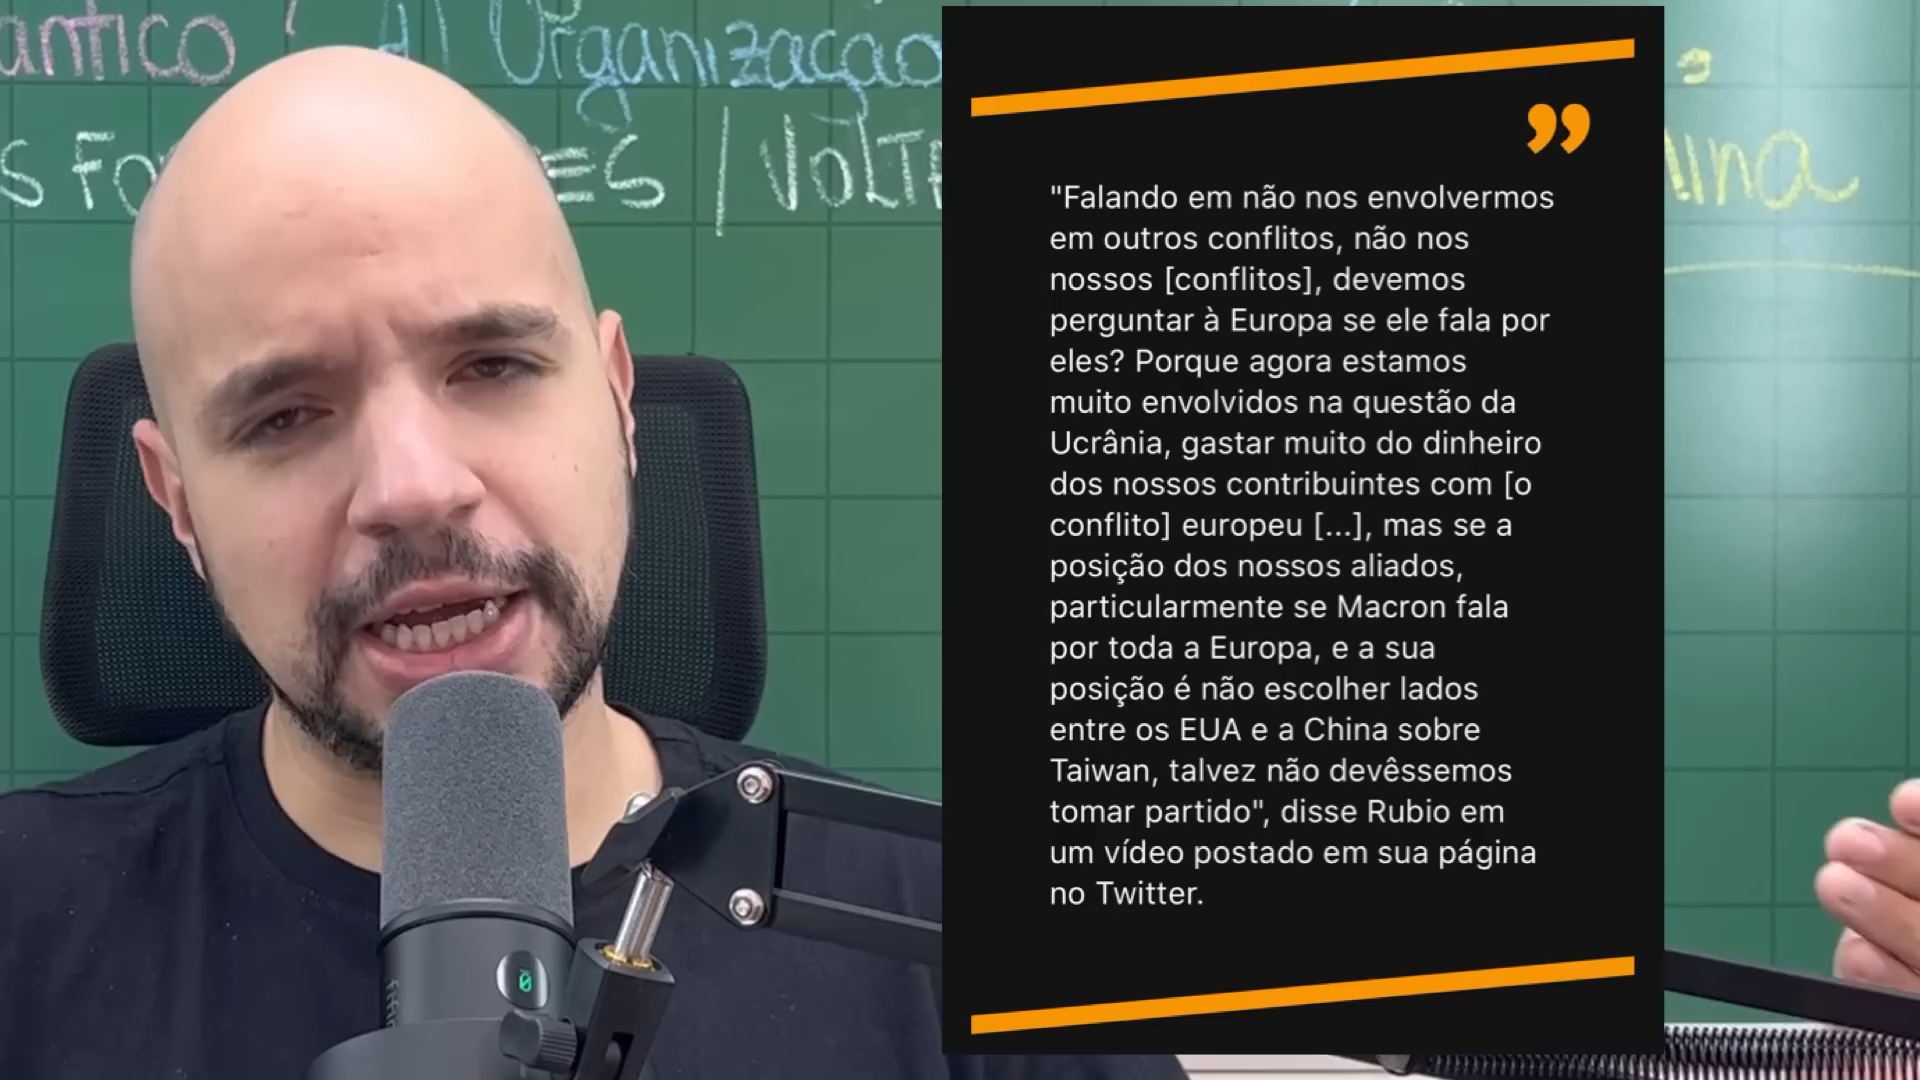 ântico?
d) Organização
S FO
ES | VOLTA
"Falando em não nos envolvermos
em outros conflitos, não nos
nossos [conflitos], devemos
perguntar à Europa se ele fala por
eles? Porque agora estamos
muito envolvidos na questão da
Ucrânia, gastar muito do dinheiro
dos nossos contribuintes com [o
conflito] europeu [...], mas se a
posição dos nossos aliados,
particularmente se Macron fala
por toda a Europa, e a sua
posição é não escolher lados
entre os EUA e a China sobre
Taiwan, talvez não devêssemos
tomar partido", disse Rubio em
um vídeo postado em sua página
no Twitter.